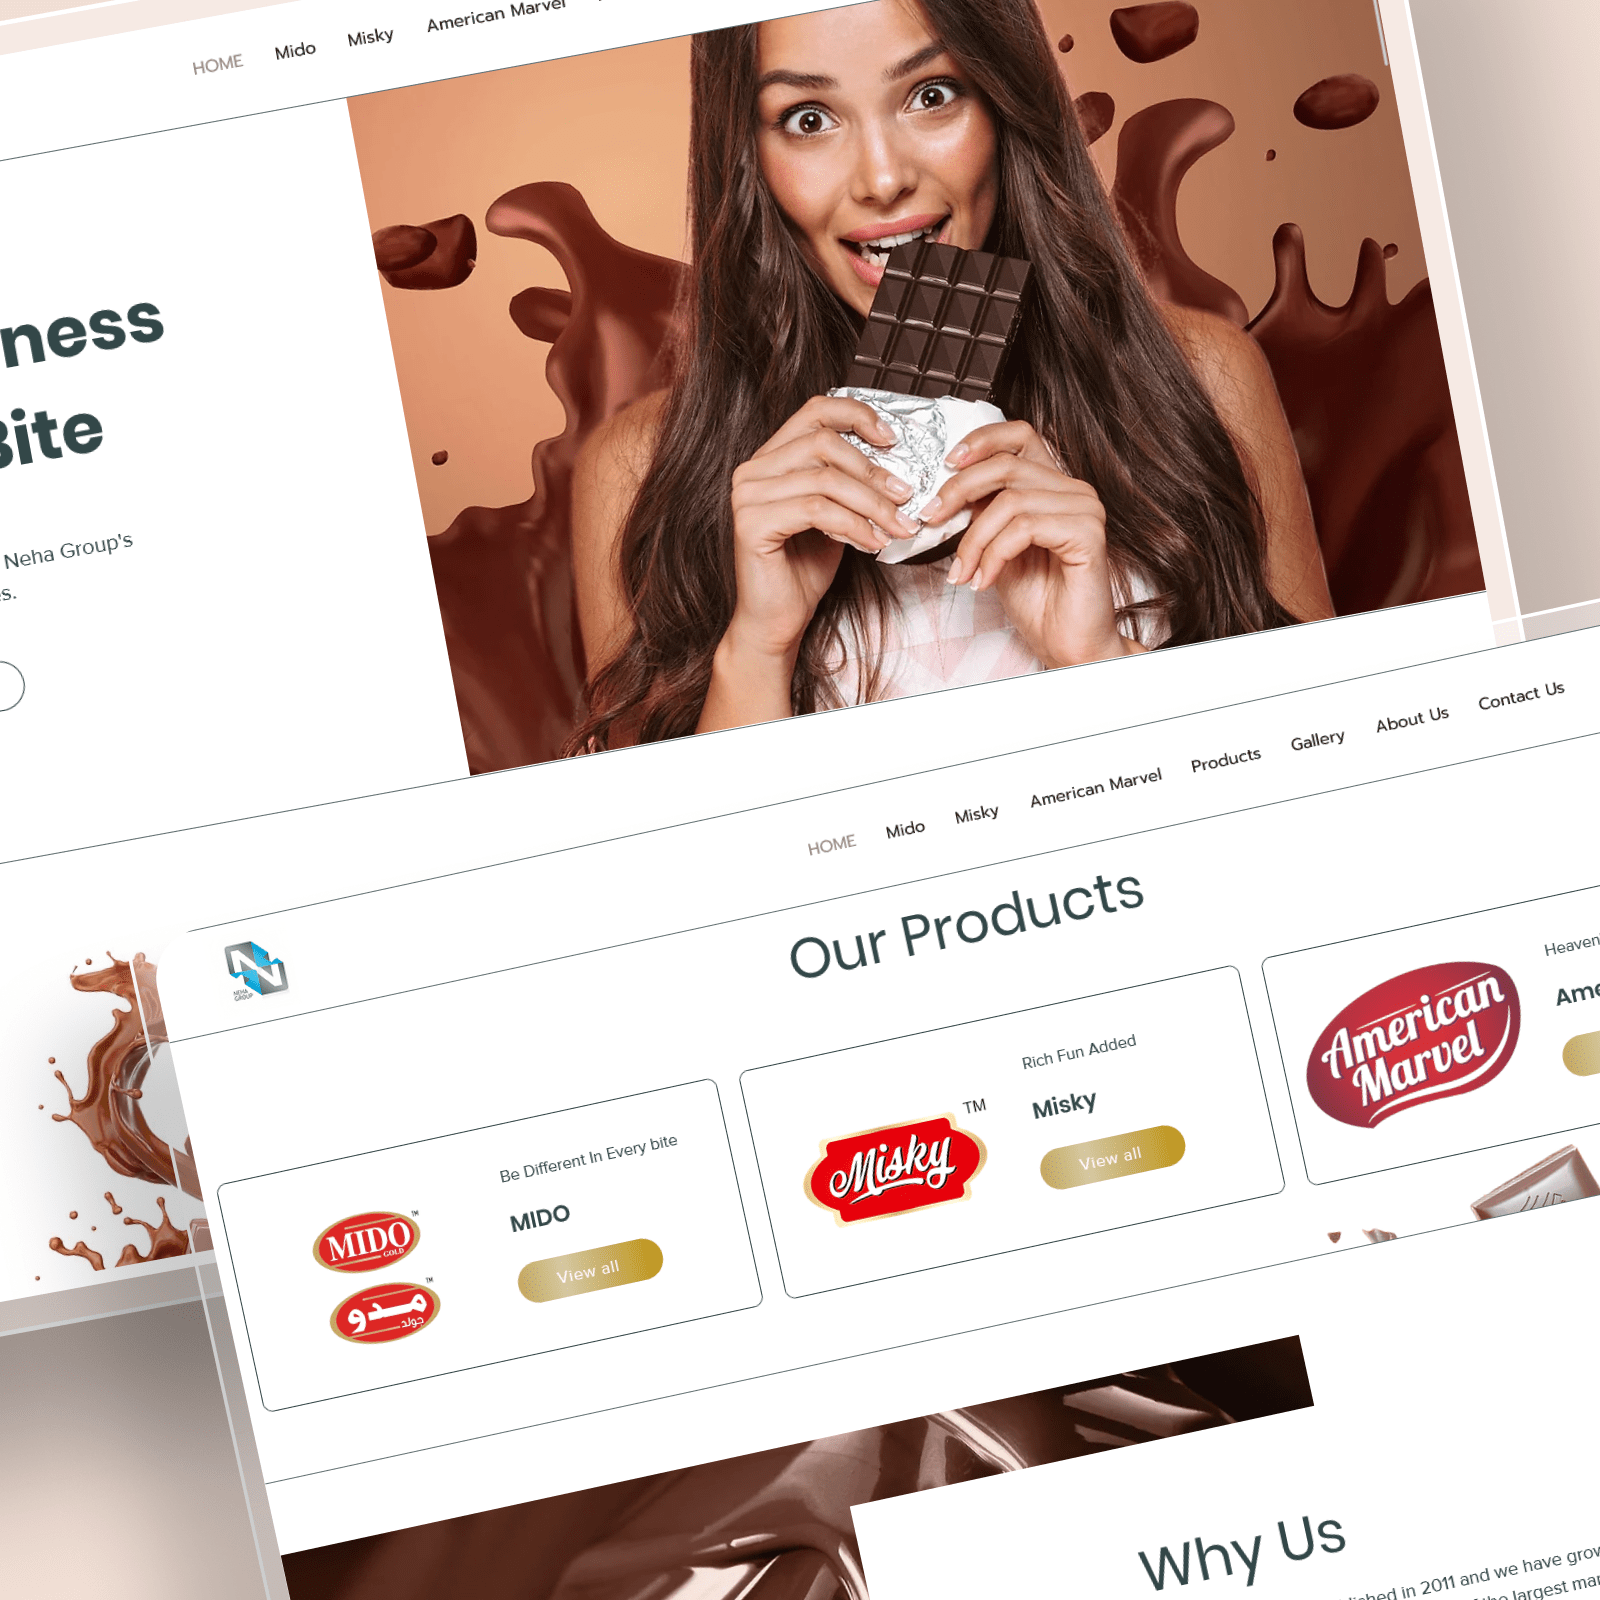 HOME Mido Misky American Marvel
ness
Bite
Neha Group's
s.
HOME Mido Misky American Marvel Products Gallery About Us Contact Us
NEHA
GROUP
Our Products
Be Different In Every bite
MIDO
View all
MIDO
GOLD
TM
مدو
جولد
TM
Rich Fun Added
Misky
View all
Misky
TM
Heaven
Ame
American
Marvel
Why Us
lished in 2011 and we have grow
the largest mar